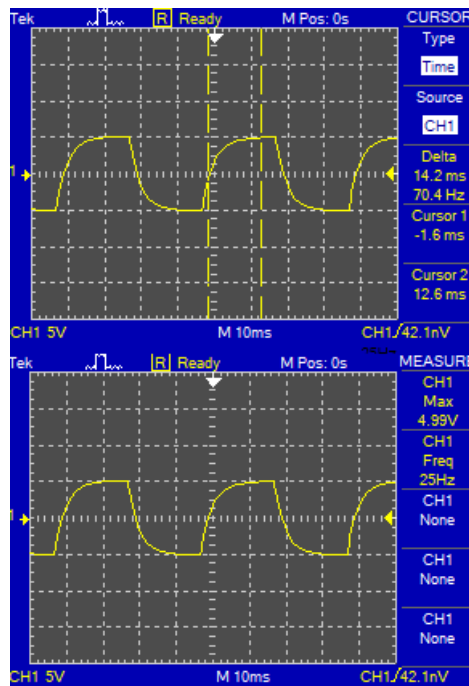 Tek R Ready M Pos: 0s CURSOR
Type
Time
Source
CH1
Delta
14.2 ms
70.4 Hz
Cursor 1
-1.6 ms
Cursor 2
12.6 ms
1
CH1 5V M 10ms CH1 42.1nV
Tek R Ready M Pos: 0s MEASURE
CH1
Max
4.99V
CH1
Freq
25Hz
CH1
None
CH1
None
CH1
None
1
CH1 5V M 10ms CH1 42.1nV